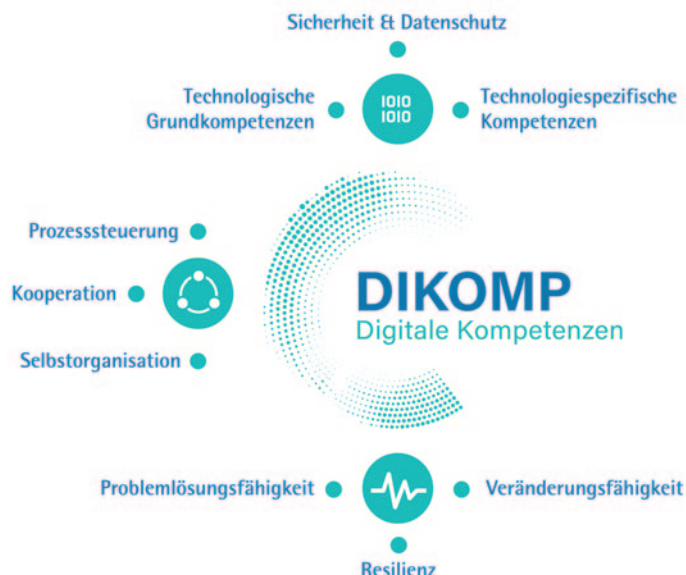 Sicherheit & Datenschutz
Technologische
Grundkompetenzen
1010
1010
Technologiespezifische
Kompetenzen
Prozesssteuerung
Kooperation
Selbstorganisation
DIKOMP
Digitale Kompetenzen
Problemlösungsfähigkeit
Veränderungsfähigkeit
Resilienz